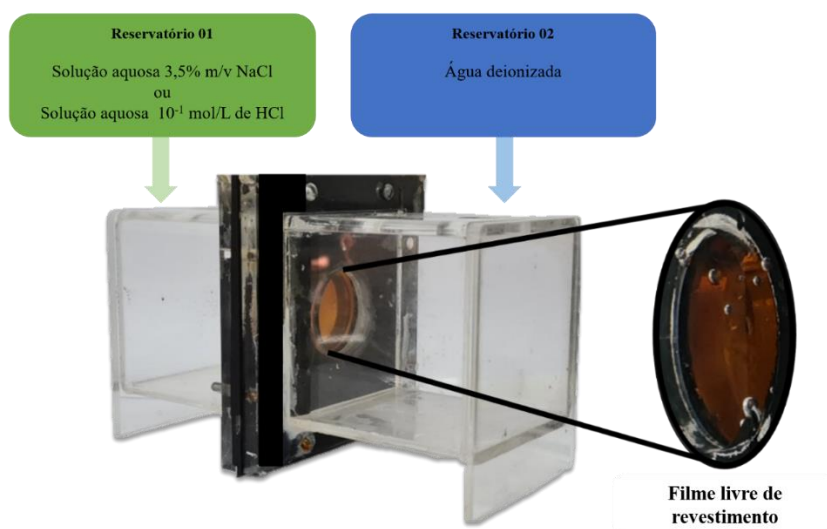 Reservatório 01
Solução aquosa 3,5% m/v NaCl
ou
Solução aquosa 10⁻¹ mol/L de HCl
Reservatório 02
Água deionizada
Filme livre de
revestimento